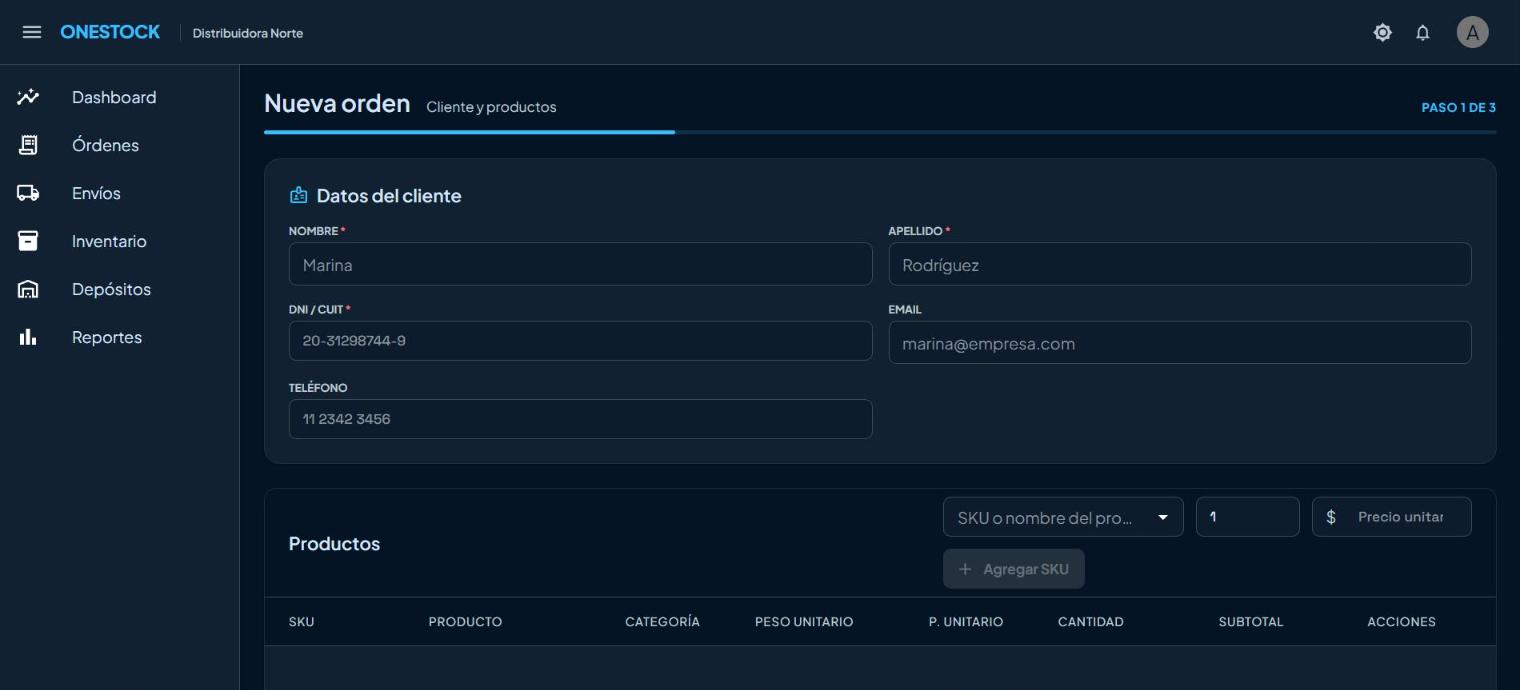 ONESTOCK
Distribuidora Norte
A
Dashboard
Órdenes
Envíos
Inventario
Depósitos
Reportes
Nueva orden Cliente y productos
PASO 1 DE 3
Datos del cliente
NOMBRE * APELLIDO *
Marina Rodríguez
DNI / CUIT * EMAIL
20-31298744-9 marina@empresa.com
TELÉFONO
11 2342 3456
Productos
SKU o nombre del pro... 1 $ Precio unitar
+ Agregar SKU
SKU PRODUCTO CATEGORÍA PESO UNITARIO P. UNITARIO CANTIDAD SUBTOTAL ACCIONES